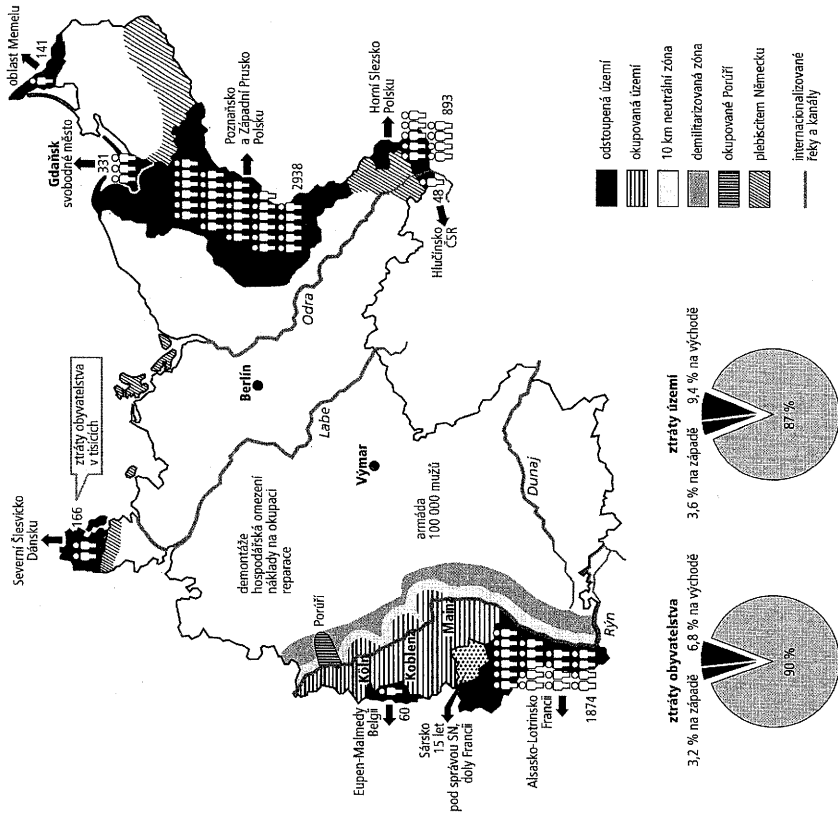 Severní Šlesvicko
Dánsku
166
ztráty obyvatelstva
v tisících
Gdaňsk
svobodné město
331
oblast Memelu
141
Poznaňsko
a Západní Prusko
Polsku
2938
Horní Slezsko
Polsku
893
48
Hlučínsko
ČSR
Odra
Berlín
Labe
Výmar
demontáže
hospodářská omezení
náklady na okupaci
reparace
armáda
100 000 mužů
Dunaj
Porúří
Köln
Koblenz
Mainz
Rýn
Eupen-Malmedy
Belgii
60
Sársko
15 let
pod správou SN,
doly Francii
Alsasko-Lotrinsko
Francii
1874
ztráty obyvatelstva
3,2 % na západě
6,8 % na východě
90 %
ztráty území
3,6 % na západě
9,4 % na východě
87 %
odstoupená území
okupovaná území
10 km neutrální zóna
demilitarizovaná zóna
okupované Porúří
plebiscitem Německu
internacionalizované
řeky a kanály